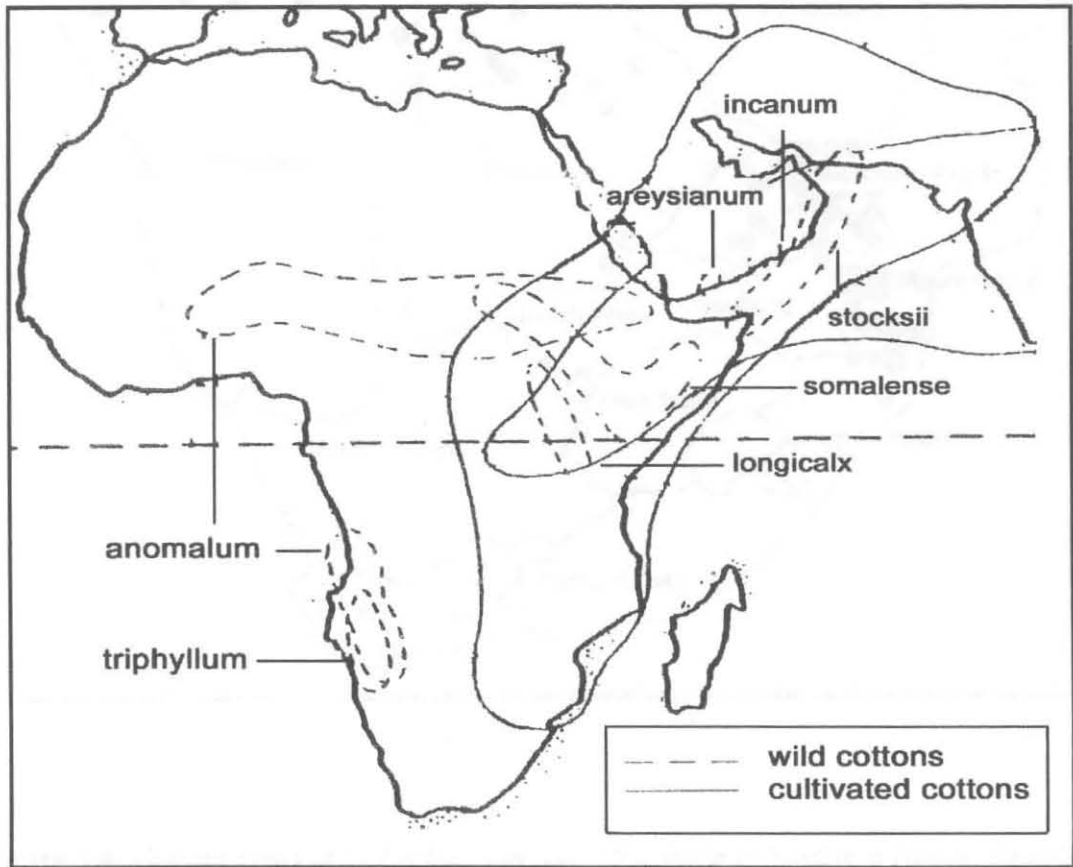 incanum
areysianum
stocksii
somalense
longicalx
anomalum
triphyllum
wild cottons
cultivated cottons